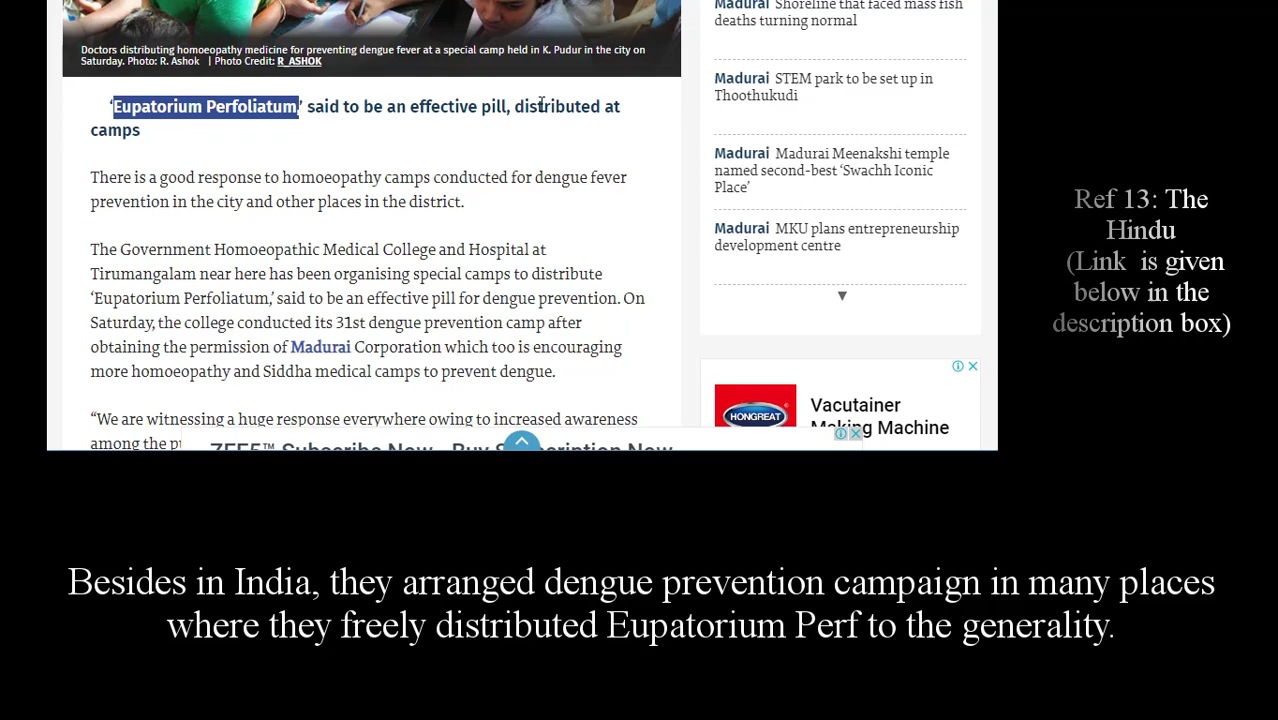 Doctors distributing homoeopathy medicine for preventing dengue fever at a special camp held in K. Pudur in the city on
Saturday. Photo: R. Ashok | Photo Credit: R_ASHOK
‘Eupatorium Perfoliatum,’ said to be an effective pill, distributed at
camps
There is a good response to homoeopathy camps conducted for dengue fever
prevention in the city and other places in the district.
The Government Homoeopathic Medical College and Hospital at
Tirumangalam near here has been organising special camps to distribute
‘Eupatorium Perfoliatum,’ said to be an effective pill for dengue prevention. On
Saturday, the college conducted its 31st dengue prevention camp after
obtaining the permission of Madurai Corporation which too is encouraging
more homoeopathy and Siddha medical camps to prevent dengue.
“We are witnessing a huge response everywhere owing to increased awareness
among the
ZEE5™ Subscribe Now - Buy Subscription Now
Madurai Shoreline that faced mass fish
deaths turning normal
Madurai STEM park to be set up in
Thoothukudi
Madurai Madurai Meenakshi temple
named second-best ‘Swachh Iconic
Place’
Madurai MKU plans entrepreneurship
development centre
HONGREAT
Vacutainer
Making Machine
Ref 13: The
Hindu
(Link is given
below in the
description box)
Besides in India, they arranged dengue prevention campaign in many places
where they freely distributed Eupatorium Perf to the generality.